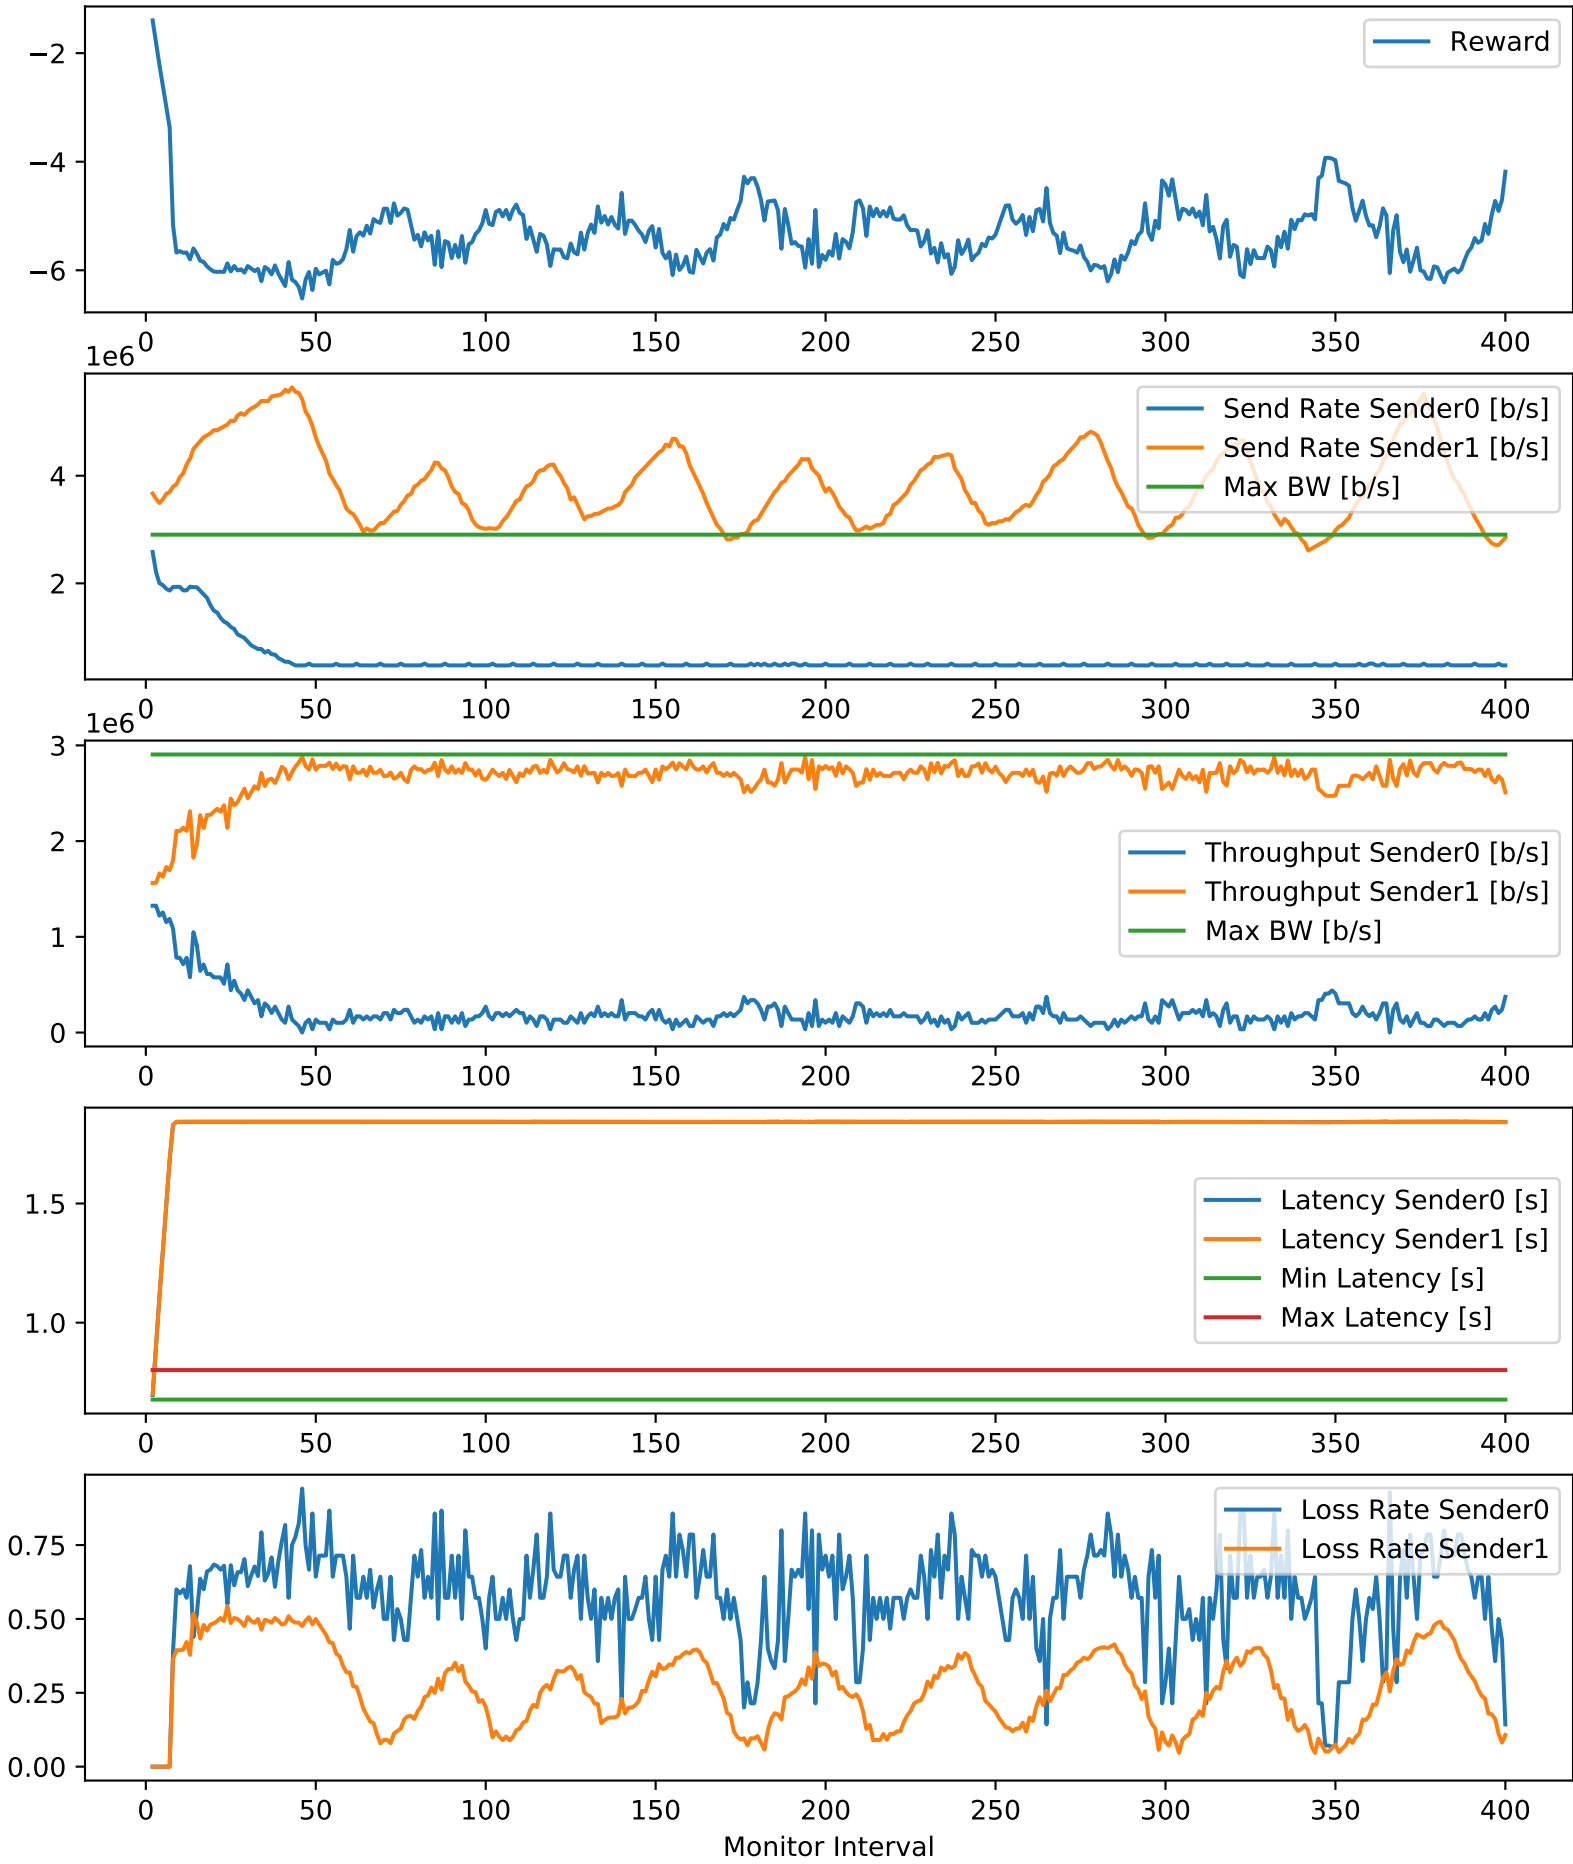 Reward
−2
−4
−6
0 50 100 150 200 250 300 350 400
1e6
Send Rate Sender0 [b/s]
Send Rate Sender1 [b/s]
Max BW [b/s]
4
2
0 50 100 150 200 250 300 350 400
1e6
3
2
1
0
Throughput Sender0 [b/s]
Throughput Sender1 [b/s]
Max BW [b/s]
0 50 100 150 200 250 300 350 400
1.5
1.0
Latency Sender0 [s]
Latency Sender1 [s]
Min Latency [s]
Max Latency [s]
0 50 100 150 200 250 300 350 400
Loss Rate Sender0
Loss Rate Sender1
0.75
0.50
0.25
0.00
0 50 100 150 200 250 300 350 400
Monitor Interval